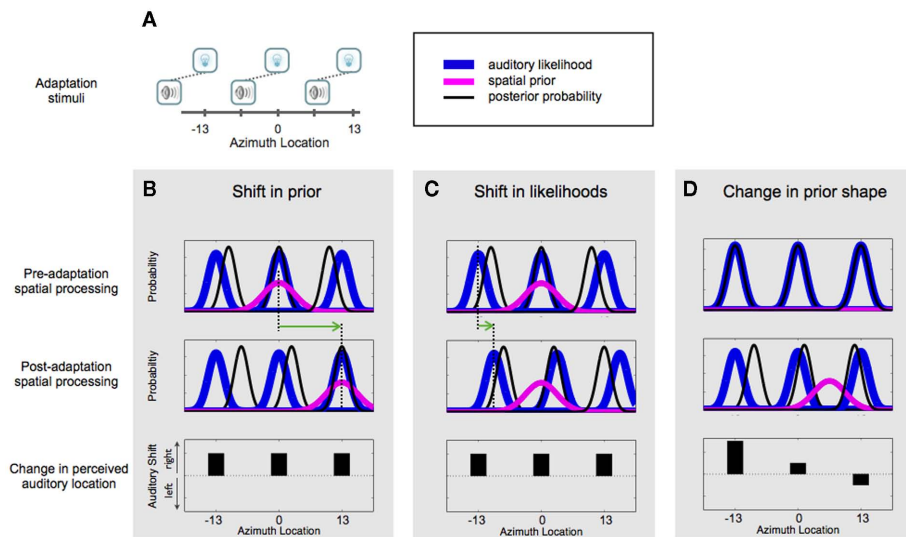 A
Adaptation
stimuli
-13 0 13
Azimuth Location
auditory likelihood
spatial prior
posterior probability
B Shift in prior
C Shift in likelihoods
D Change in prior shape
Pre-adaptation
spatial processing
Probability
Post-adaptation
spatial processing
Probability
Change in perceived
auditory location
Auditory Shift
left right
-13 0 13
Azimuth Location
-13 0 13
Azimuth Location
-13 0 13
Azimuth Location